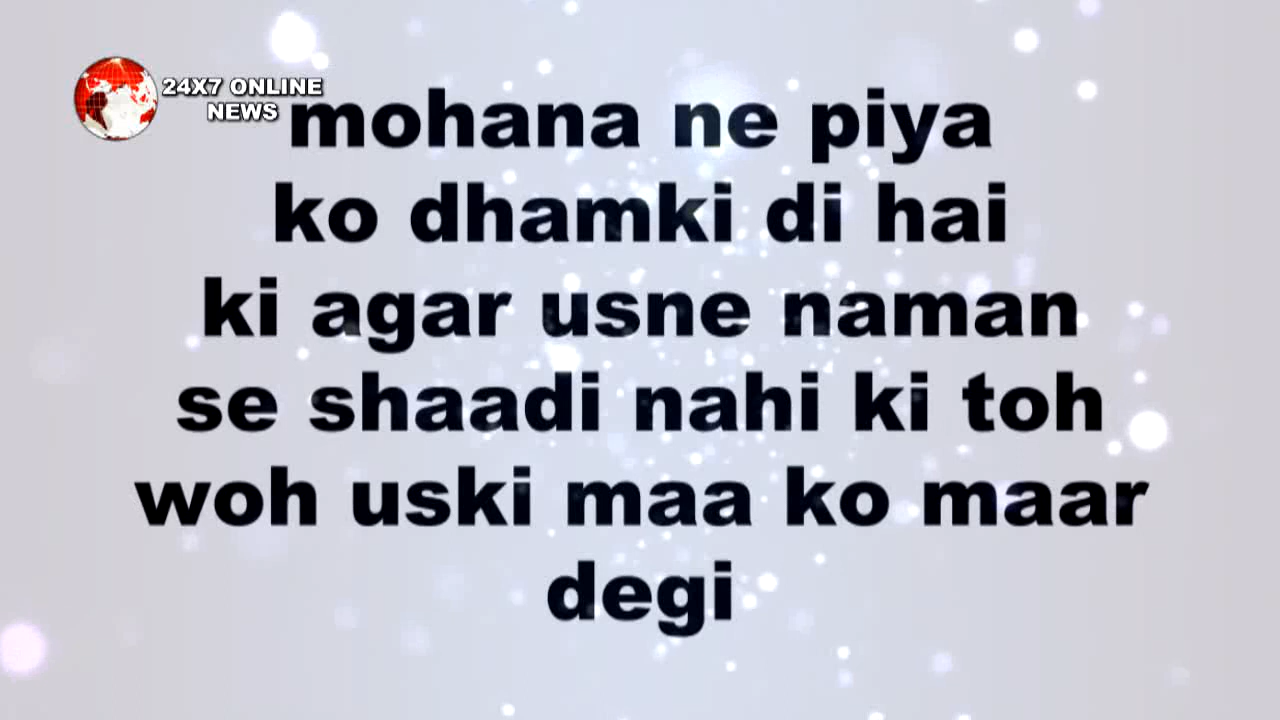 24X7 ONLINE
NEWS
mohana ne piya
ko dhamki di hai
ki agar usne naman
se shaadi nahi ki toh
woh uski maa ko maar
degi